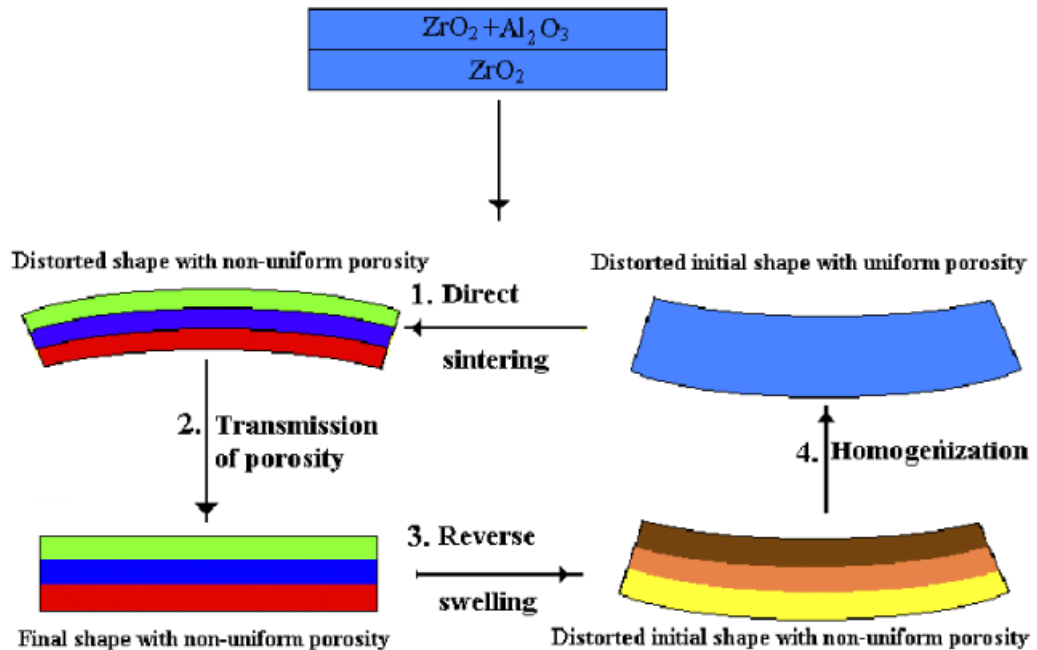 ZrO₂+Al₂O₃
ZrO₂
Distorted shape with non-uniform porosity
Distorted initial shape with uniform porosity
1. Direct
sintering
2. Transmission
of porosity
4. Homogenization
3. Reverse
swelling
Final shape with non-uniform porosity
Distorted initial shape with non-uniform porosity